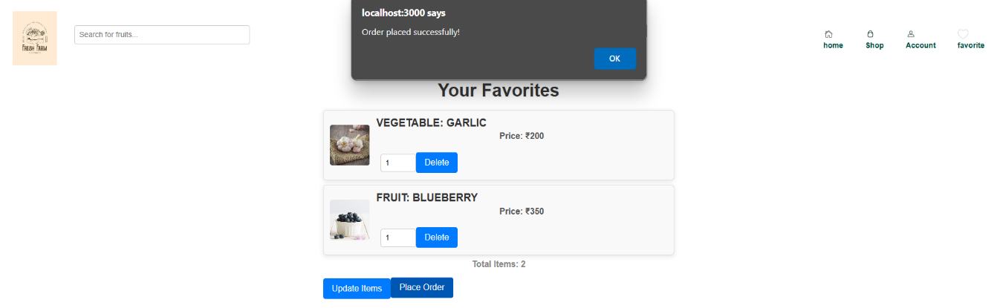 localhost:3000 says
Order placed successfully!
OK
FRESH FARM
Search for fruits...
home
Shop
Account
favorite
Your Favorites
VEGETABLE: GARLIC
Price: ₹200
1
Delete
FRUIT: BLUEBERRY
Price: ₹350
1
Delete
Total Items: 2
Update Items
Place Order